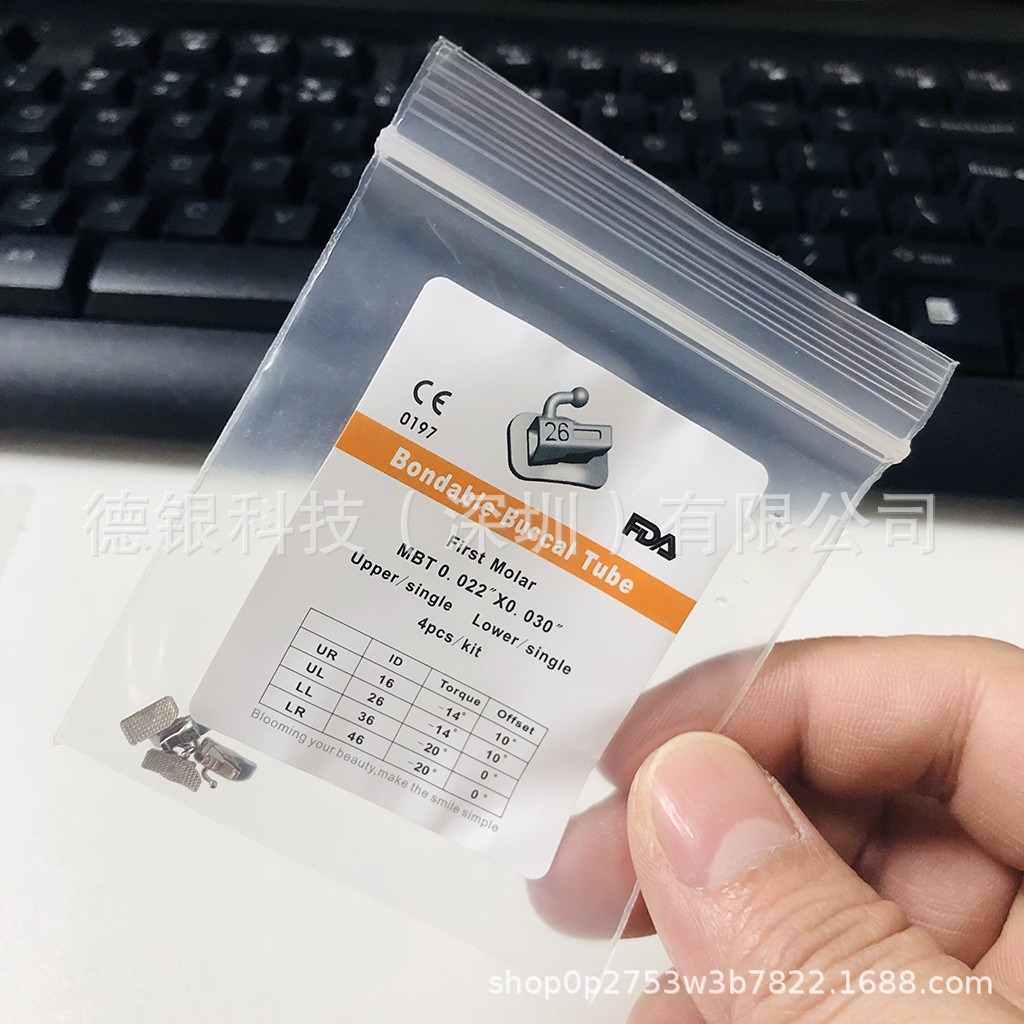 CE
0197
26
Bondable Buccal Tube
FDA
First Molar
MBT 0.022"X0.030"
Upper/single Lower/single
4pcs/kit
ID Torque Offset
UR 16 -14° 10°
UL 26 -14° 10°
LL 36 -20° 0°
LR 46 -20° 0°
Blooming your beauty,make the smile simple
德银科技（深圳）有限公司
shop0p2753w3b7822.1688.com